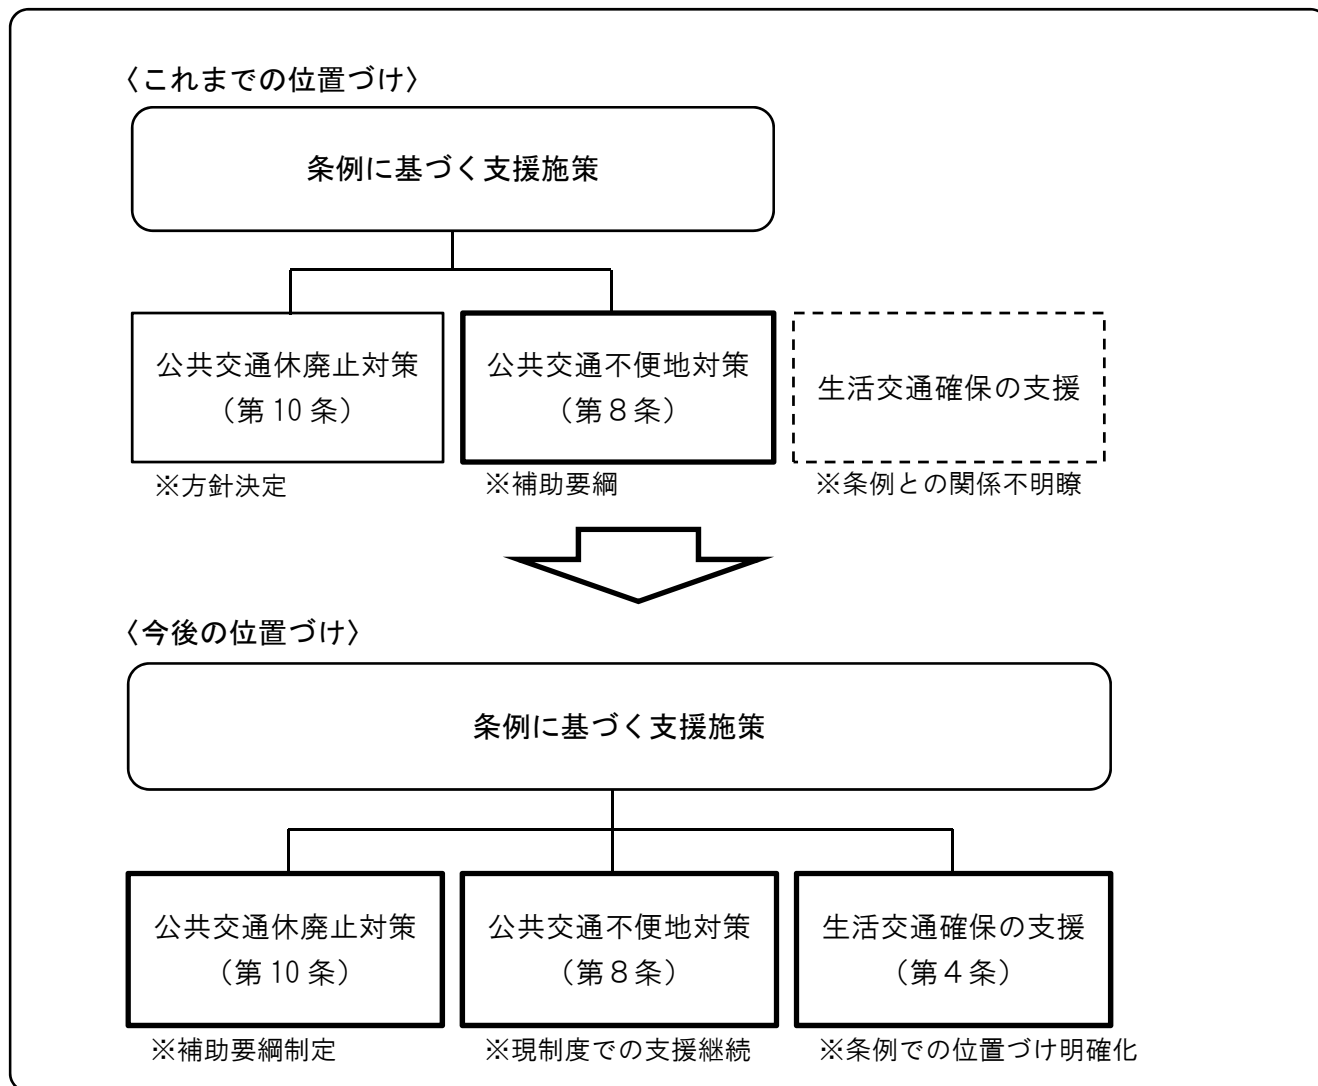 〈これまでの位置づけ〉
条例に基づく支援施策
公共交通休廃止対策
（第10条）
公共交通不便地対策
（第８条）
生活交通確保の支援
※方針決定
※補助要綱
※条例との関係不明瞭
〈今後の位置づけ〉
条例に基づく支援施策
公共交通休廃止対策
（第10条）
公共交通不便地対策
（第８条）
生活交通確保の支援
（第４条）
※補助要綱制定
※現制度での支援継続
※条例での位置づけ明確化